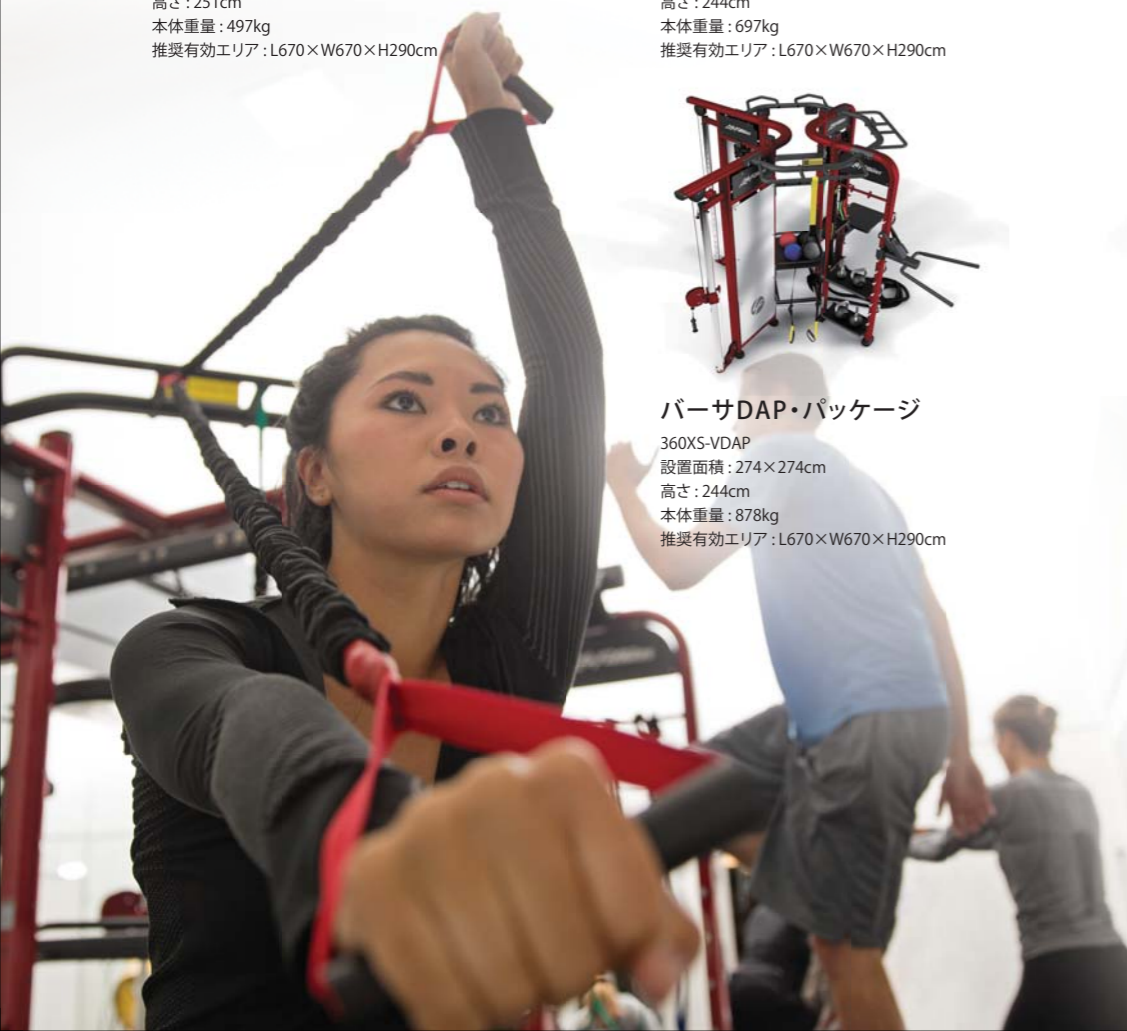 高さ : 251cm
本体重量 : 497kg
推奨有効エリア : L670×W670×H290cm
高さ : 244cm
本体重量 : 697kg
推奨有効エリア : L670×W670×H290cm
バーサDAP・パッケージ
360XS-VDAP
設置面積 : 274×274cm
高さ : 244cm
本体重量 : 878kg
推奨有効エリア : L670×W670×H290cm